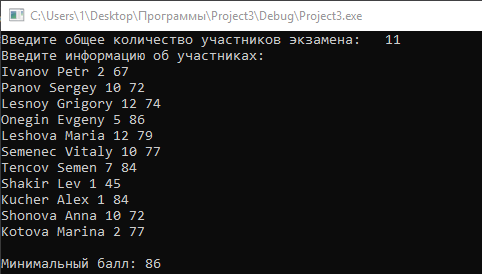 C:\Users\1\Desktop\Программы\Project3\Debug\Project3.exe
Введите общее количество участников экзамена: 11
Введите информацию об участниках:
Ivanov Petr 2 67
Panov Sergey 10 72
Lesnoy Grigory 12 74
Onegin Evgeny 5 86
Leshova Maria 12 79
Semenec Vitaly 10 77
Tencov Semen 7 84
Shakir Lev 1 45
Kucher Alex 1 84
Shonova Anna 10 72
Kotova Marina 2 77
Минимальный балл: 86